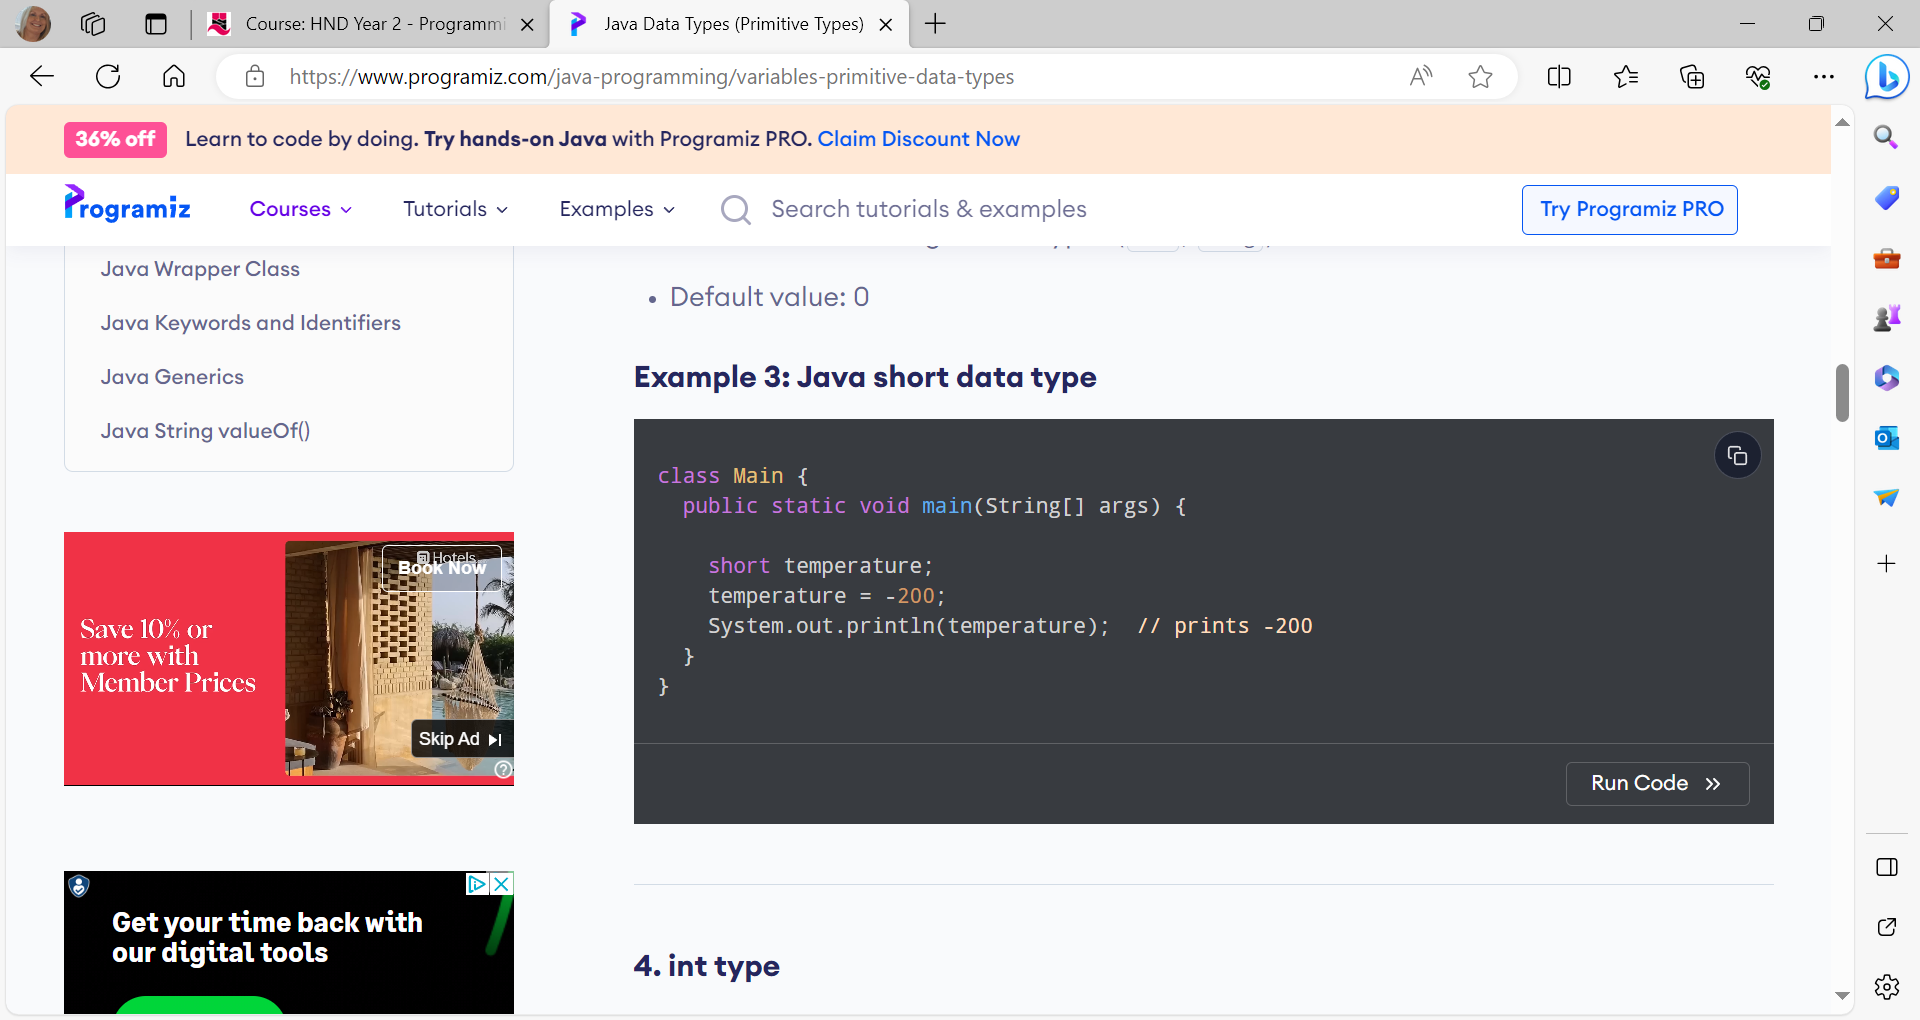 Course: HND Year 2 - Programmi
Java Data Types (Primitive Types)
https://www.programiz.com/java-programming/variables-primitive-data-types
36% off Learn to code by doing. Try hands-on Java with Programiz PRO. Claim Discount Now
Programiz
Courses
Tutorials
Examples
Search tutorials & examples
Try Programiz PRO
Java Wrapper Class
Java Keywords and Identifiers
Java Generics
Java String valueOf()
• Default value: 0
Example 3: Java short data type
class Main {
public static void main(String[] args) {
short temperature;
temperature = -200;
System.out.println(temperature);  // prints -200
}
}
Run Code »
4. int type
Hotels
Book Now
Save 10% or
more with
Member Prices
Skip Ad
Get your time back with
our digital tools